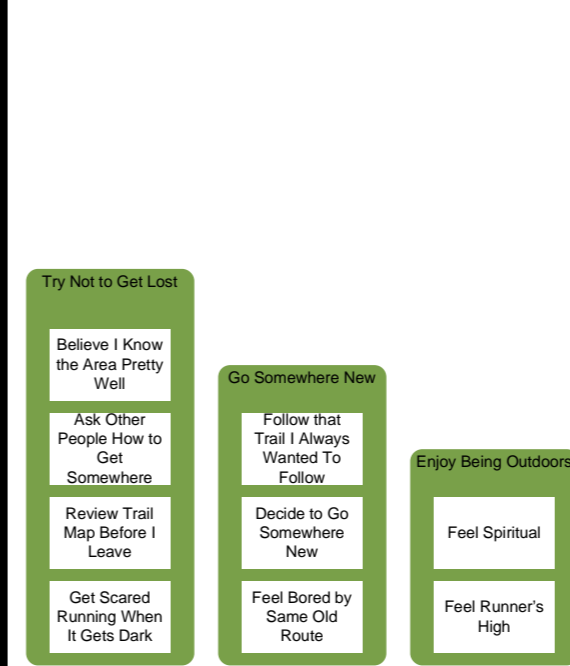 Try Not to Get Lost
Believe I Know
the Area Pretty
Well
Ask Other
People How to
Get
Somewhere
Review Trail
Map Before I
Leave
Get Scared
Running When
It Gets Dark
Go Somewhere New
Follow that
Trail I Always
Wanted To
Follow
Decide to Go
Somewhere
New
Feel Bored by
Same Old
Route
Enjoy Being Outdoors
Feel Spiritual
Feel Runner's
High